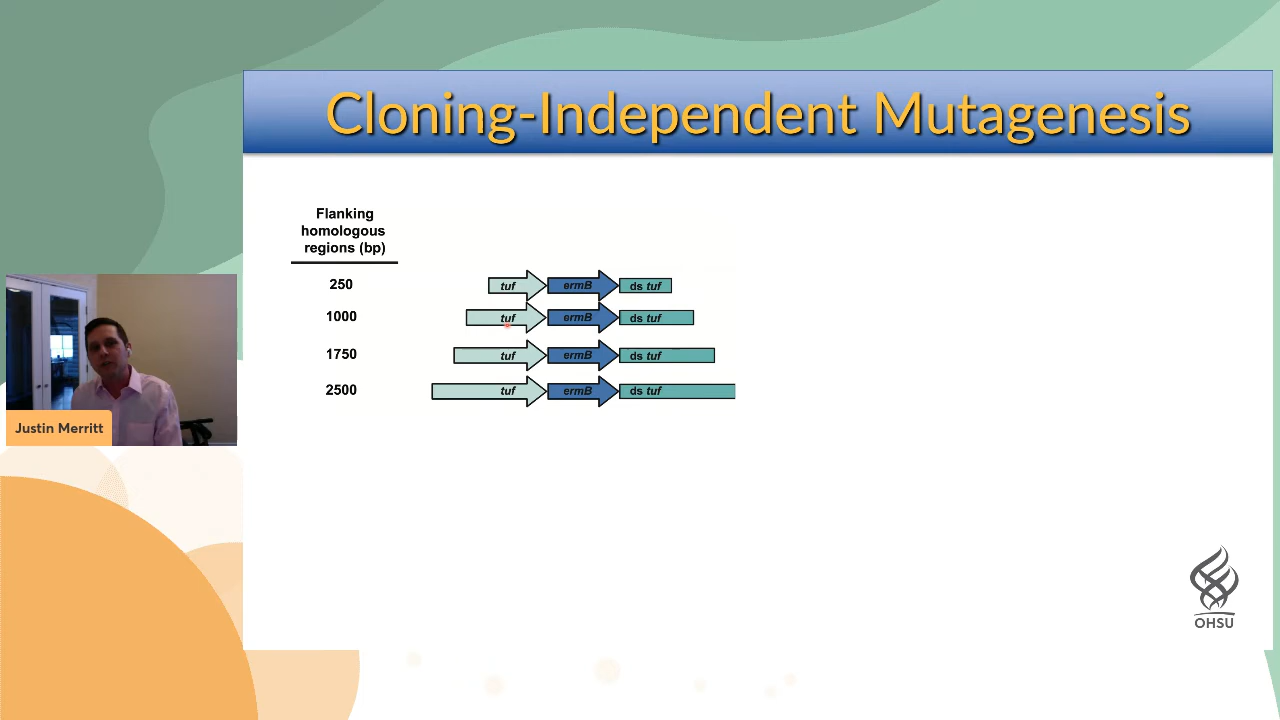 Cloning-Independent Mutagenesis
Flanking
homologous
regions (bp)
250
tuf ermB ds tuf
1000
tuf ermB ds tuf
1750
tuf ermB ds tuf
2500
tuf ermB ds tuf
Justin Merritt
OHSU